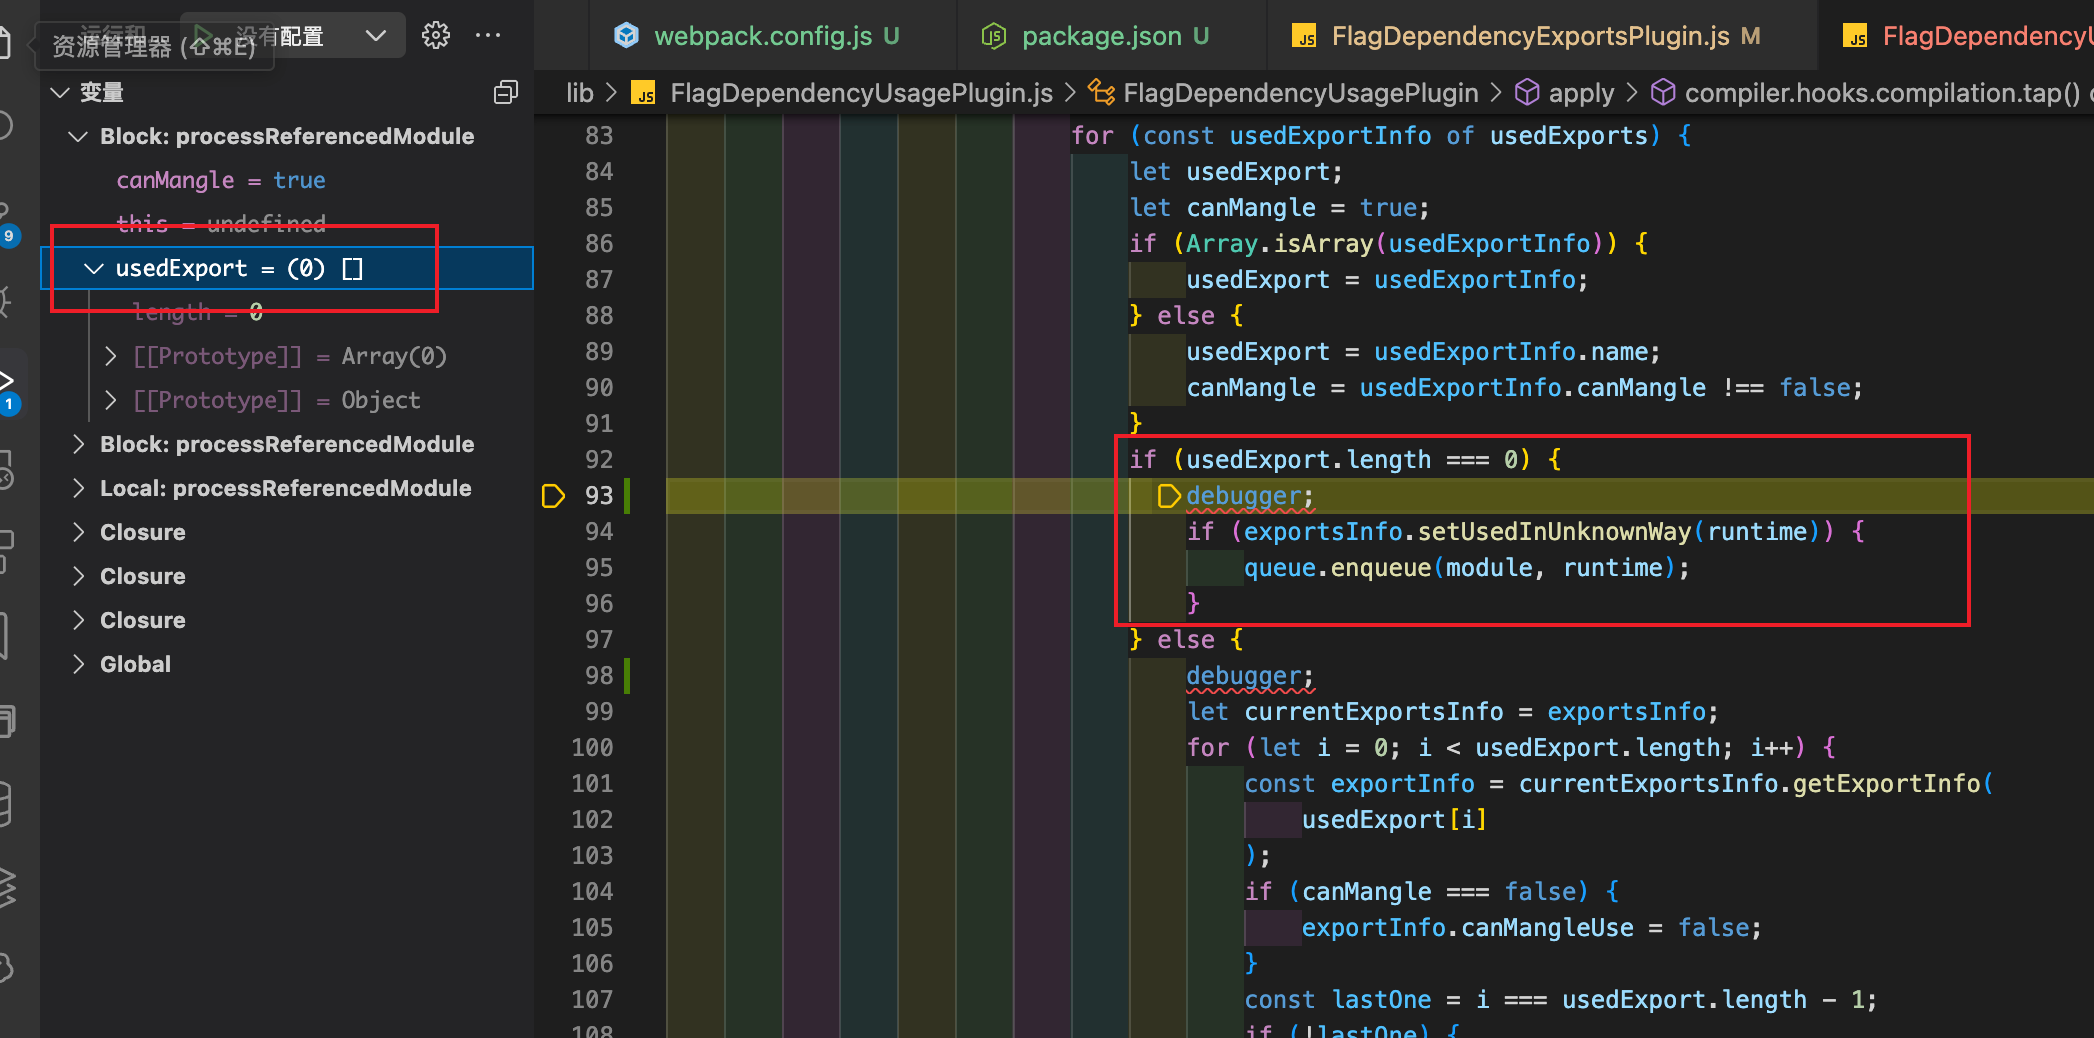 没有配置
资源管理器 (⇧⌘E)
变量
Block: processReferencedModule
canMangle = true
this = undefined
usedExport = (0) []
length = 0
[[Prototype]] = Array(0)
[[Prototype]] = Object
Block: processReferencedModule
Local: processReferencedModule
Closure
Closure
Closure
Global
9
1
webpack.config.js U
package.json U
FlagDependencyExportsPlugin.js M
FlagDependencyU
lib > FlagDependencyUsagePlugin.js > FlagDependencyUsagePlugin > apply > compiler.hooks.compilation.tap()
83 for (const usedExportInfo of usedExports) {
84 let usedExport;
85 let canMangle = true;
86 if (Array.isArray(usedExportInfo)) {
87 usedExport = usedExportInfo;
88 } else {
89 usedExport = usedExportInfo.name;
90 canMangle = usedExportInfo.canMangle !== false;
91 }
92 if (usedExport.length === 0) {
93 debugger;
94 if (exportsInfo.setUsedInUnknownWay(runtime)) {
95 queue.enqueue(module, runtime);
96 }
97 } else {
98 debugger;
99 let currentExportsInfo = exportsInfo;
100 for (let i = 0; i < usedExport.length; i++) {
101 const exportInfo = currentExportsInfo.getExportInfo(
102 usedExport[i]
103 );
104 if (canMangle === false) {
105 exportInfo.canMangleUse = false;
106 }
107 const lastOne = i === usedExport.length - 1;
108 if (!lastOne) {